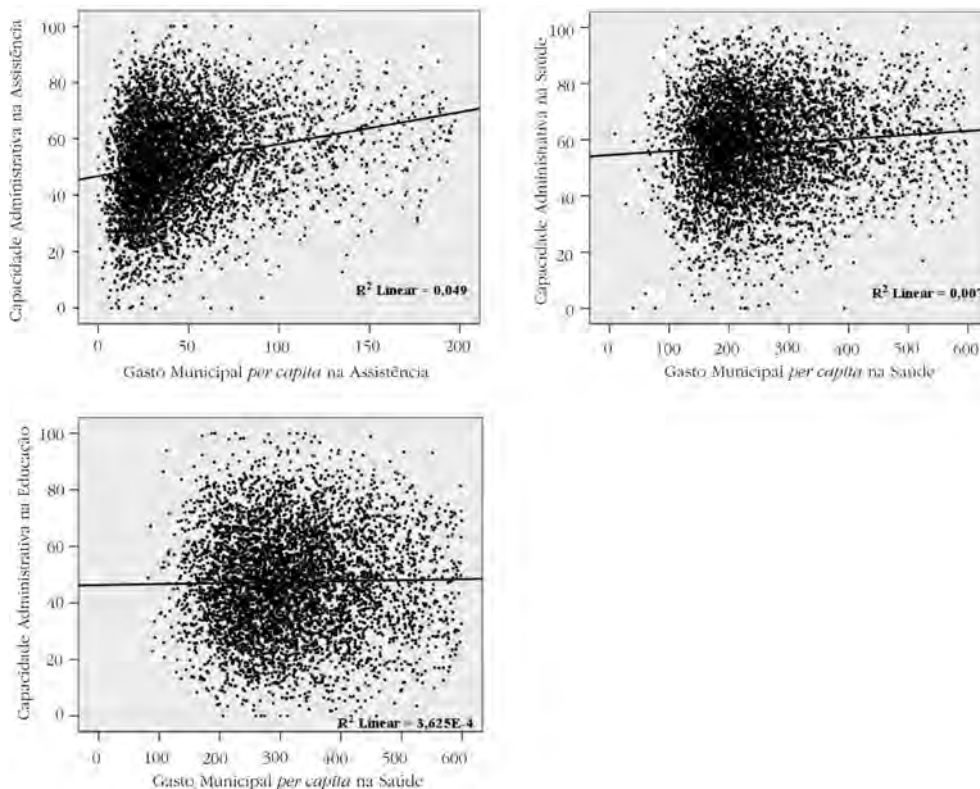 Capacidade Administrativa na Assistência
100
80
60
40
20
0
R² Linear = 0,049
0 50 100 150 200
Gasto Municipal per capita na Assistência
Capacidade Administrativa na Saúde
100
80
60
40
20
0
R² Linear = 0,007
0 100 200 300 400 500 600
Gasto Municipal per capita na Saúde
Capacidade Administrativa na Educação
100
80
60
40
20
0
R² Linear = 3,625E-4
0 100 200 300 400 500 600
Gasto Municipal per capita na Saúde